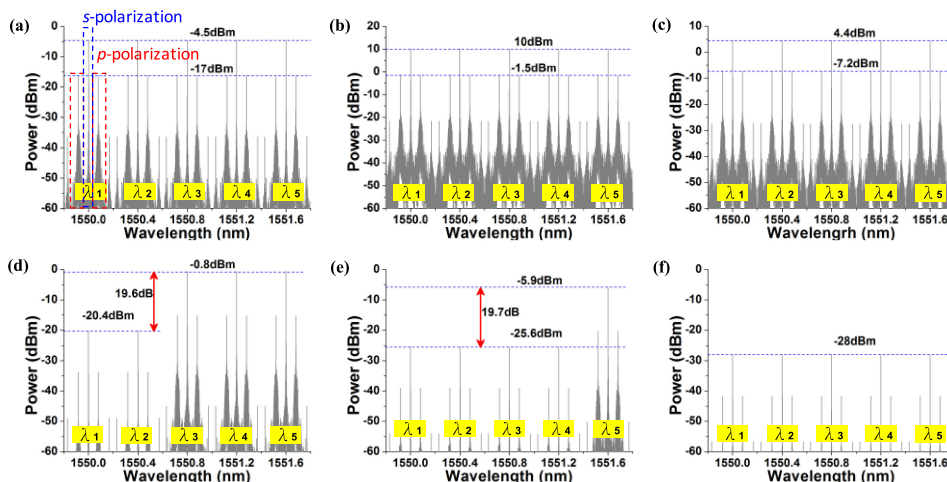 (a)
s-polarization
p-polarization
-4.5dBm
-17dBm
Power (dBm)
0
-10
-20
-30
-40
-50
-60
λ1
λ2
λ3
λ4
λ5
1550.0
1550.4
1550.8
1551.2
1551.6
Wavelength (nm)
(b)
10dBm
-1.5dBm
Power (dBm)
20
10
0
-10
-20
-30
-40
-50
-60
λ1
λ2
λ3
λ4
λ5
1550.0
1550.4
1550.8
1551.2
1551.6
Wavelength (nm)
(c)
4.4dBm
-7.2dBm
Power (dBm)
10
0
-10
-20
-30
-40
-50
-60
λ1
λ2
λ3
λ4
λ5
1550.0
1550.4
1550.8
1551.2
1551.6
Wavelegngrh (nm)
(d)
-0.8dBm
19.6dB
-20.4dBm
Power (dBm)
0
-10
-20
-30
-40
-50
-60
λ1
λ2
λ3
λ4
λ5
1550.0
1550.4
1550.8
1551.2
1551.6
Wavelength (nm)
(e)
-5.9dBm
19.7dB
-25.6dBm
Power (dBm)
0
-10
-20
-30
-40
-50
-60
λ1
λ2
λ3
λ4
λ5
1550.0
1550.4
1550.8
1551.2
1551.6
Wavelength (nm)
(f)
-28dBm
Power (dBm)
0
-10
-20
-30
-40
-50
-60
λ1
λ2
λ3
λ4
λ5
1550.0
1550.4
1550.8
1551.2
1551.6
Wavelength (nm)